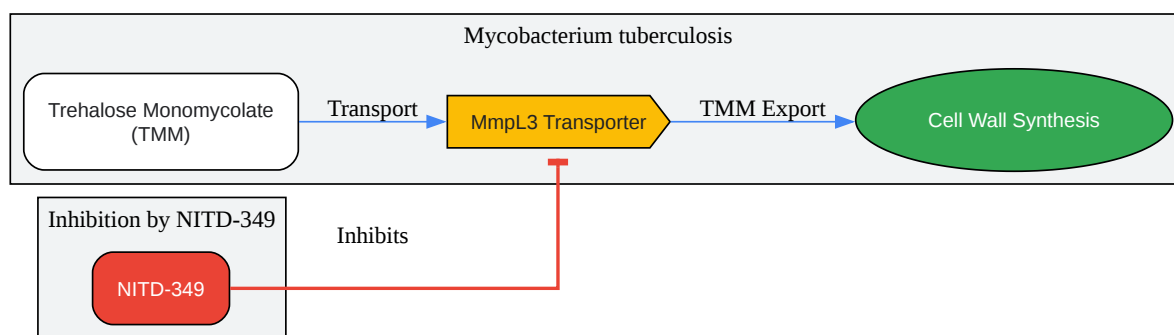 Mycobacterium tuberculosis
Trehalose Monomycolate
(TMM)
Transport
MmpL3 Transporter
TMM Export
Cell Wall Synthesis
Inhibition by NITD-349
Inhibits
NITD-349